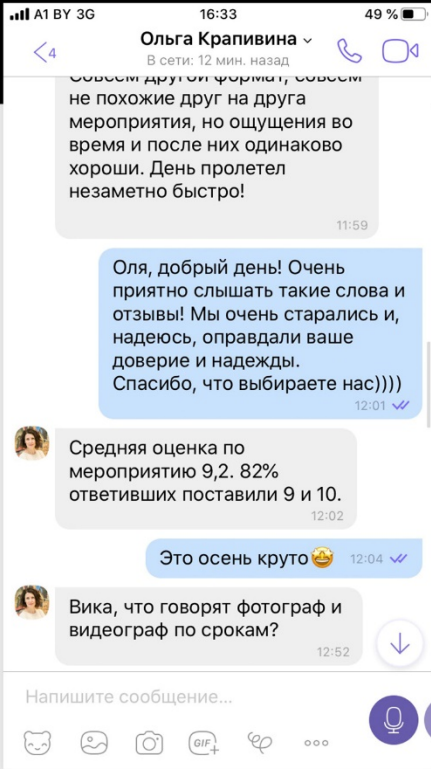 A1 BY 3G 16:33 49 %
4 Ольга Крапивина
В сети: 12 мин. назад
Совсем другой формат, совсем
не похожие друг на друга
мероприятия, но ощущения во
время и после них одинаково
хороши. День пролетел
незаметно быстро!
11:59
Оля, добрый день! Очень
приятно слышать такие слова и
отзывы! Мы очень старались и,
надеюсь, оправдали ваше
доверие и надежды.
Спасибо, что выбираете нас))))
12:01
Средняя оценка по
мероприятию 9,2. 82%
ответивших поставили 9 и 10.
12:02
Это осень круто🤩 12:04
Вика, что говорят фотограф и
видеограф по срокам?
12:52
Напишите сообщение...
GIF